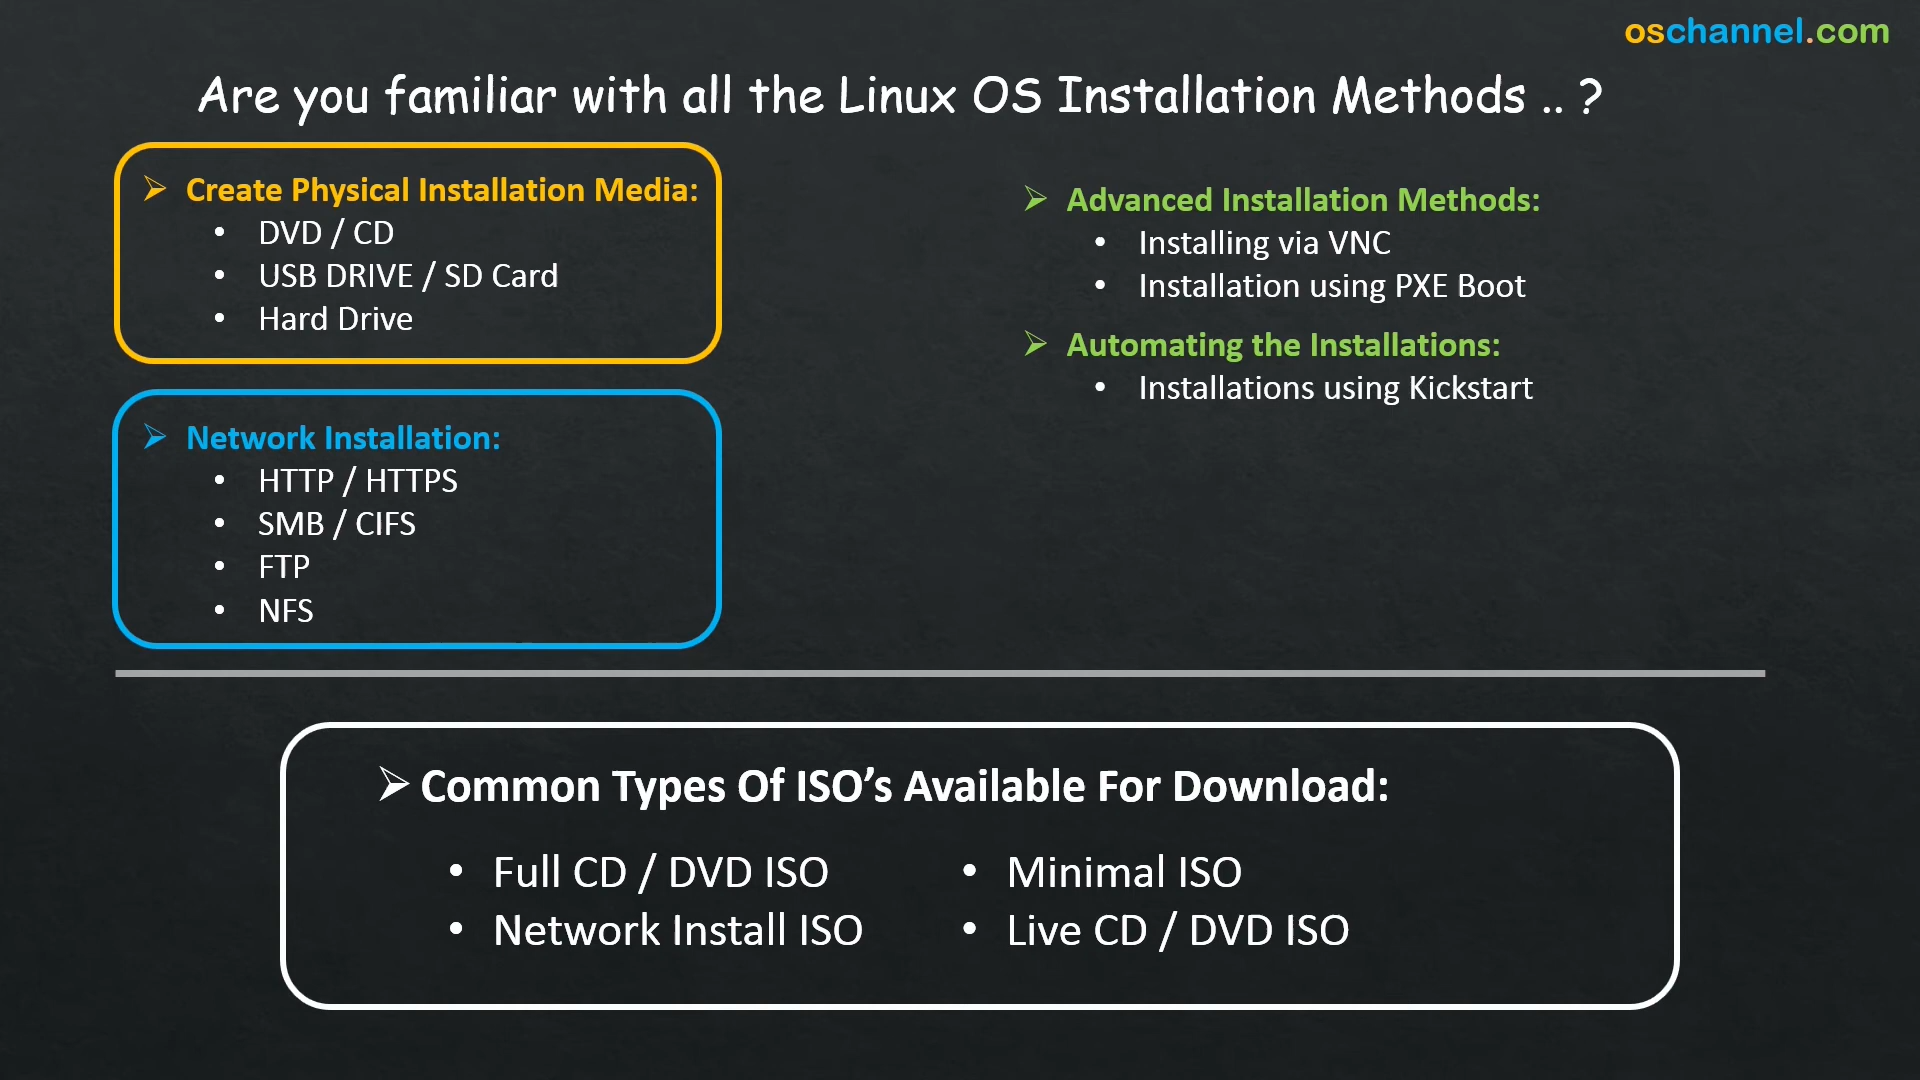 oschannel.com
Are you familiar with all the Linux OS Installation Methods .. ?
Create Physical Installation Media:
DVD / CD
USB DRIVE / SD Card
Hard Drive
Network Installation:
HTTP / HTTPS
SMB / CIFS
FTP
NFS
Advanced Installation Methods:
Installing via VNC
Installation using PXE Boot
Automating the Installations:
Installations using Kickstart
Common Types Of ISO’s Available For Download:
Full CD / DVD ISO
Network Install ISO
Minimal ISO
Live CD / DVD ISO